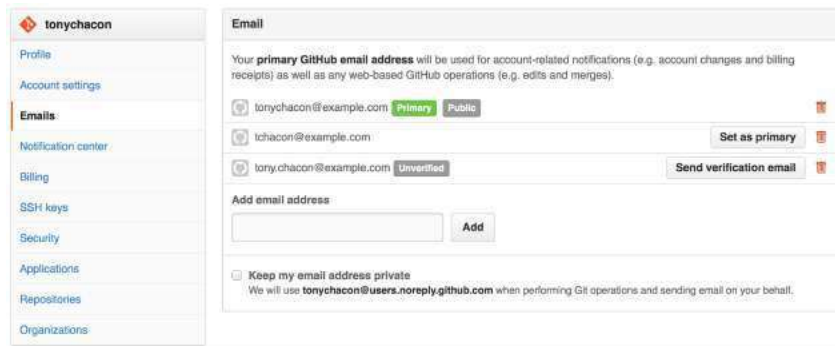 tonychacon
Profile
Account settings
Emails
Notification center
Billing
SSH keys
Security
Applications
Repositories
Organizations
Email
Your primary GitHub email address will be used for account-related notifications (e.g. account changes and billing
receipts) as well as any web-based GitHub operations (e.g. edits and merges).
tonychacon@example.com Primary Public
tchacon@example.com Set as primary
tony.chacon@example.com Unverified Send verification email
Add email address
Add
Keep my email address private
We will use tonychacon@users.noreply.github.com when performing Git operations and sending email on your behalf.